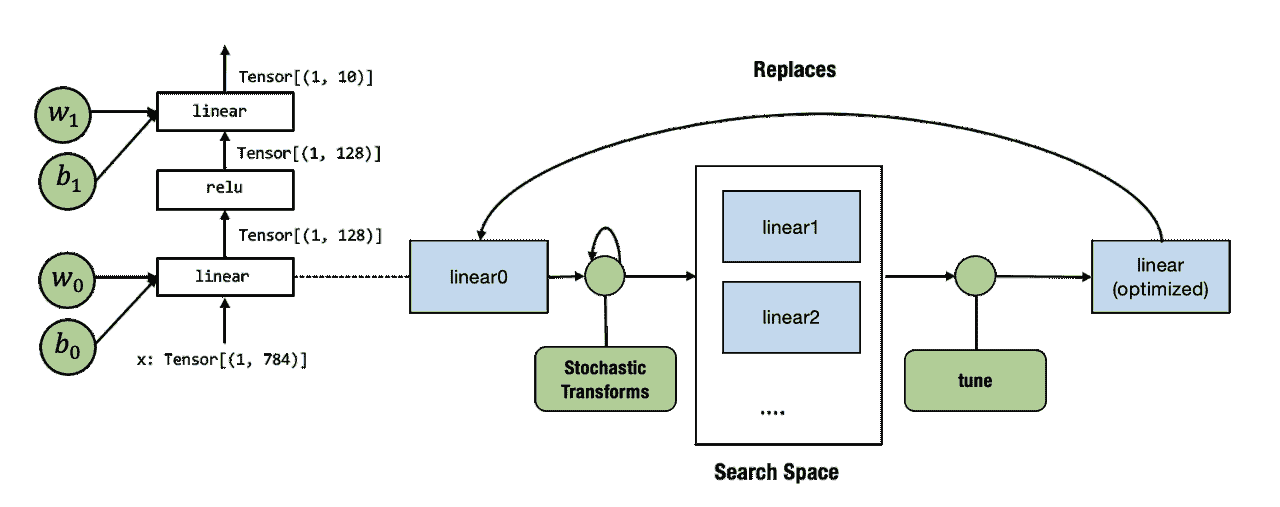 Tensor[(1, 10)]
w1
linear
b1
Tensor[(1, 128)]
relu
Tensor[(1, 128)]
w0
linear
b0
x: Tensor[(1, 784)]
Replaces
linear0
Stochastic
Transforms
linear1
linear2
....
Search Space
tune
linear
(optimized)